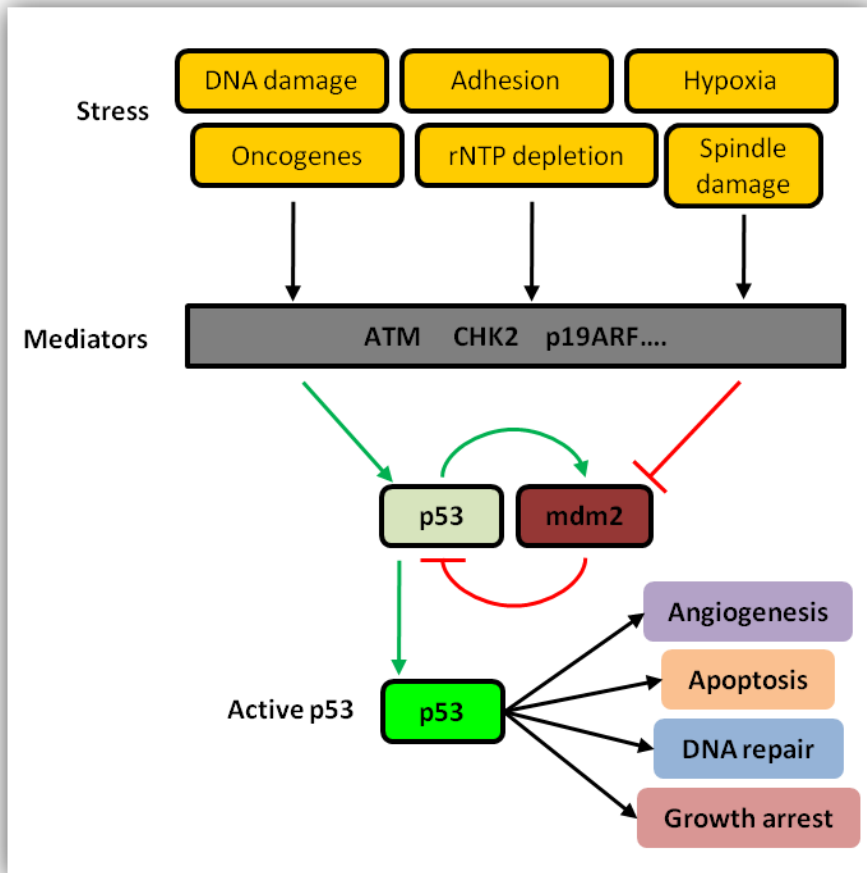 DNA damage
Adhesion
Hypoxia
Stress
Oncogenes
rNTP depletion
Spindle
damage
Mediators
ATM CHK2 p19ARF....
p53
mdm2
Angiogenesis
Apoptosis
Active p53
p53
DNA repair
Growth arrest